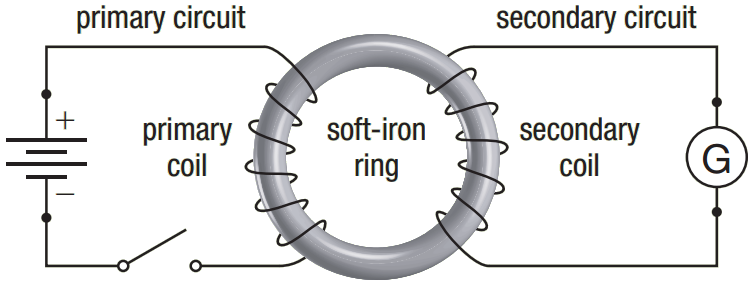 primary circuit
secondary circuit
+
primary
coil
soft-iron
ring
secondary
coil
G
−